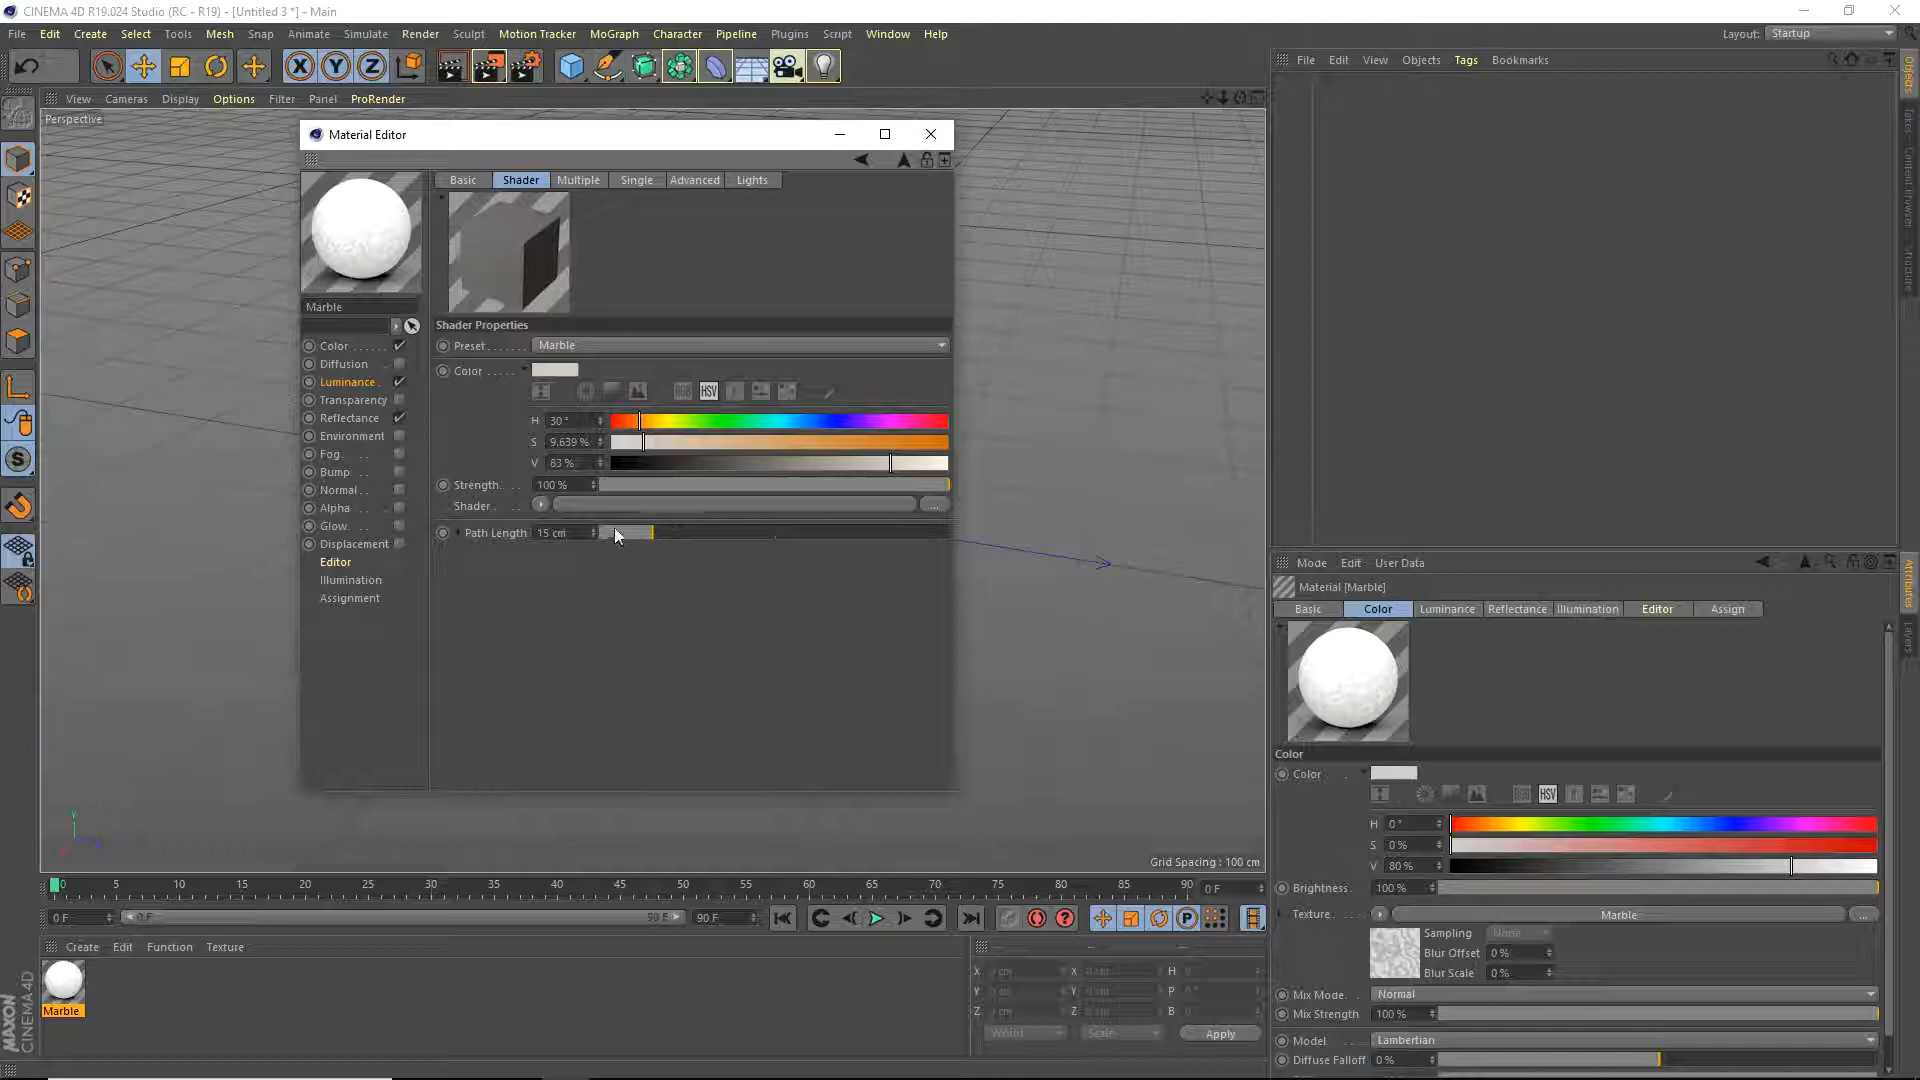 CINEMA 4D R19.024 Studio (RC - R19) - [Untitled 3 *] - Main
File Edit Create Select Tools Mesh Snap Animate Simulate Render Sculpt Motion Tracker MoGraph Character Pipeline Plugins Script Window Help
Layout: Startup
X Y Z
File Edit View Objects Tags Bookmarks
View Cameras Display Options Filter Panel ProRender
Perspective
Material Editor
Basic Shader Multiple Single Advanced Lights
Marble
Shader Properties
Preset Marble
Color
HSV
H 30 °
S 9.639 %
V 83 %
Strength 100 %
Shader ...
Path Length 15 cm
Color
Diffusion
Luminance
Transparency
Reflectance
Environment
Fog
Bump
Normal
Alpha
Glow
Displacement
Editor
Illumination
Assignment
Objects
Takes
Content Browser
Structure
Mode Edit User Data
Material [Marble]
Basic Color Luminance Reflectance Illumination Editor Assign
Attributes
Layers
Color
Color
HSV
H 0 °
S 0 %
V 80 %
Brightness 100 %
Texture Marble ...
Sampling None
Blur Offset 0 %
Blur Scale 0 %
Mix Mode Normal
Mix Strength 100 %
Model Lambertian
Diffuse Falloff 0 %
Grid Spacing : 100 cm
0 5 10 15 20 25 30 35 40 45 50 55 60 65 70 75 80 85 90 0 F
0 F 0 F 90 F 90 F
Create Edit Function Texture
Marble
X cm X 0 cm H 0 °
Y cm Y 0 cm P 0 °
Z cm Z 0 cm B 0 °
World Scale Apply
MAXON
CINEMA 4D